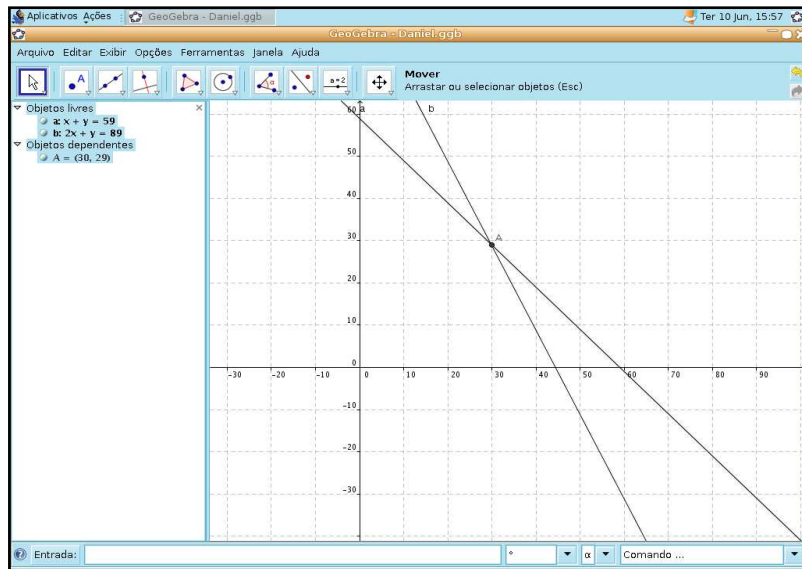 Aplicativos Ações GeoGebra - Daniel.ggb Ter 10 Jun, 15:57
GeoGebra - Daniel.ggb
Arquivo Editar Exibir Opções Ferramentas Janela Ajuda
A α a=2
Mover
Arrastar ou selecionar objetos (Esc)
Objetos livres
a: x + y = 59
b: 2x + y = 89
Objetos dependentes
A = (30, 29)
60 a b
50
40
30 A
20
10
0
-30 -20 -10 0 10 20 30 40 50 60 70 80 90
-10
-20
-30
Entrada: ° α Comando ...